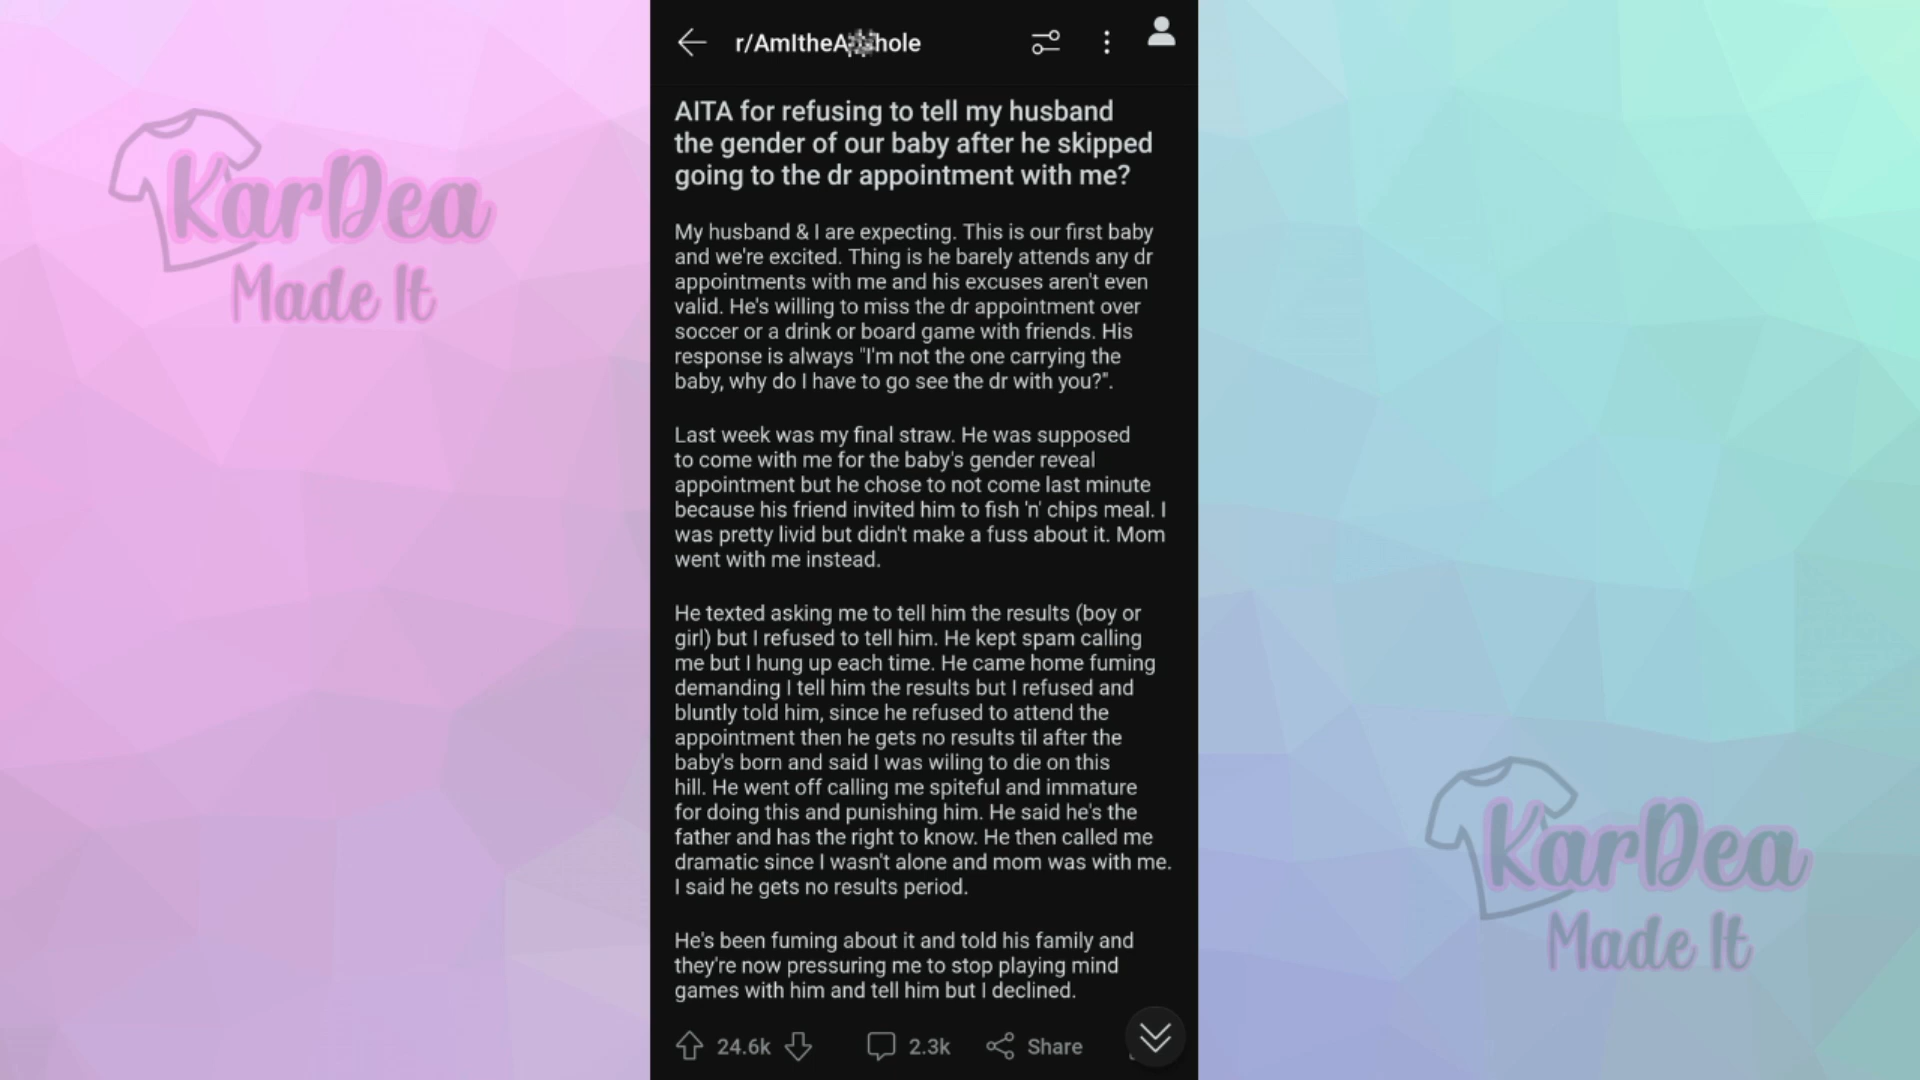 r/AmItheA hole
AITA for refusing to tell my husband
the gender of our baby after he skipped
going to the dr appointment with me?
My husband & I are expecting. This is our first baby
and we're excited. Thing is he barely attends any dr
appointments with me and his excuses aren't even
valid. He's willing to miss the dr appointment over
soccer or a drink or board game with friends. His
response is always "I'm not the one carrying the
baby, why do I have to go see the dr with you?".
Last week was my final straw. He was supposed
to come with me for the baby's gender reveal
appointment but he chose to not come last minute
because his friend invited him to fish 'n' chips meal. I
was pretty livid but didn't make a fuss about it. Mom
went with me instead.
He texted asking me to tell him the results (boy or
girl) but I refused to tell him. He kept spam calling
me but I hung up each time. He came home fuming
demanding I tell him the results but I refused and
bluntly told him, since he refused to attend the
appointment then he gets no results til after the
baby's born and said I was wiling to die on this
hill. He went off calling me spiteful and immature
for doing this and punishing him. He said he's the
father and has the right to know. He then called me
dramatic since I wasn't alone and mom was with me.
I said he gets no results period.
He's been fuming about it and told his family and
they're now pressuring me to stop playing mind
games with him and tell him but I declined.
24.6k 2.3k Share
KarDea
Made It
KarDea
Made It